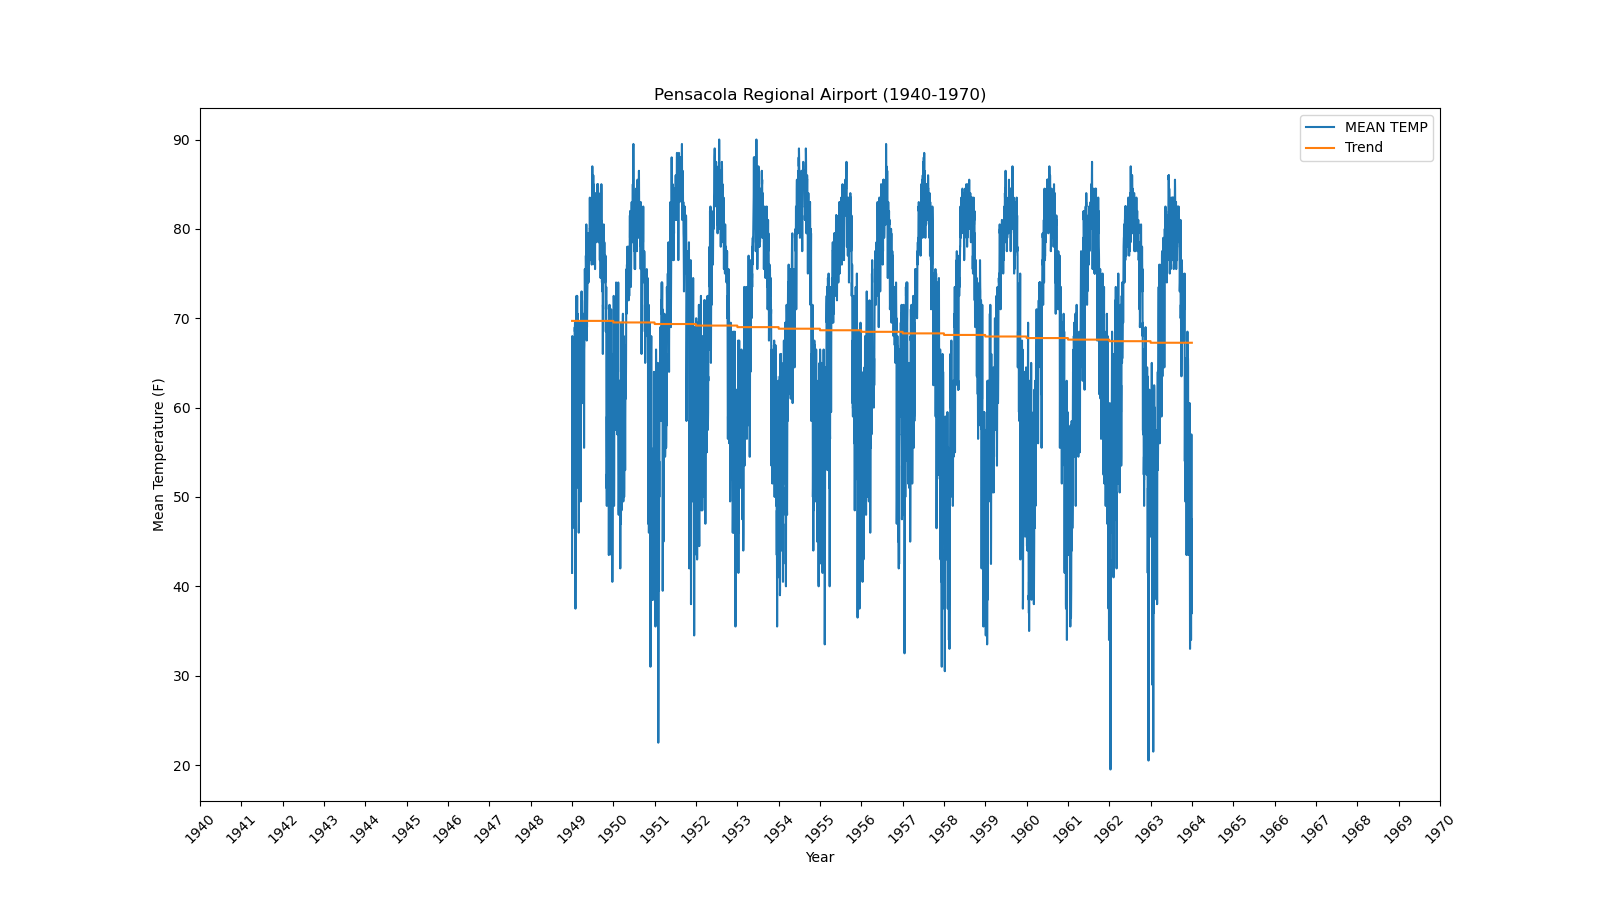 Pensacola Regional Airport (1940-1970)
MEAN TEMP
Trend
90
80
70
60
50
40
30
20
Mean Temperature (F)
1940 1941 1942 1943 1944 1945 1946 1947 1948 1949 1950 1951 1952 1953 1954 1955 1956 1957 1958 1959 1960 1961 1962 1963 1964 1965 1966 1967 1968 1969 1970
Year